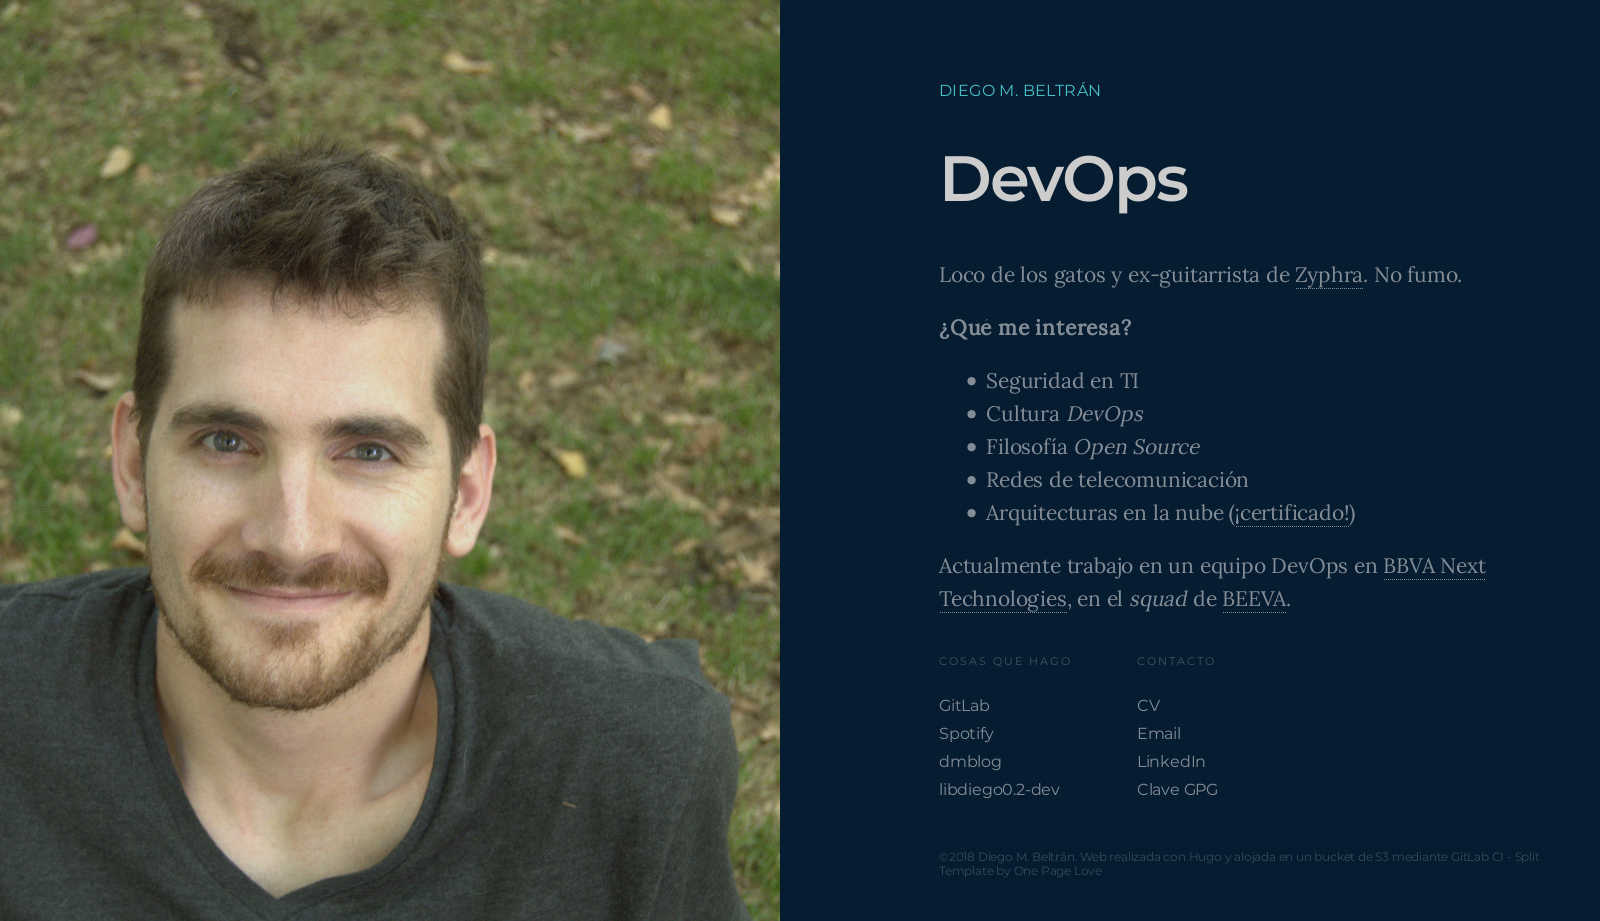 DIEGO M. BELTRÁN
DevOps
Loco de los gatos y ex-guitarrista de Zyphra. No fumo.
¿Qué me interesa?
Seguridad en TI
Cultura DevOps
Filosofía Open Source
Redes de telecomunicación
Arquitecturas en la nube (¡certificado!)
Actualmente trabajo en un equipo DevOps en BBVA Next
Technologies, en el squad de BEEVA.
COSAS QUE HAGO
GitLab
Spotify
dmblog
libdiego0.2-dev
CONTACTO
CV
Email
LinkedIn
Clave GPG
©2018 Diego M. Beltrán. Web realizada con Hugo y alojada en un bucket de S3 mediante GitLab CI - Split
Template by One Page Love